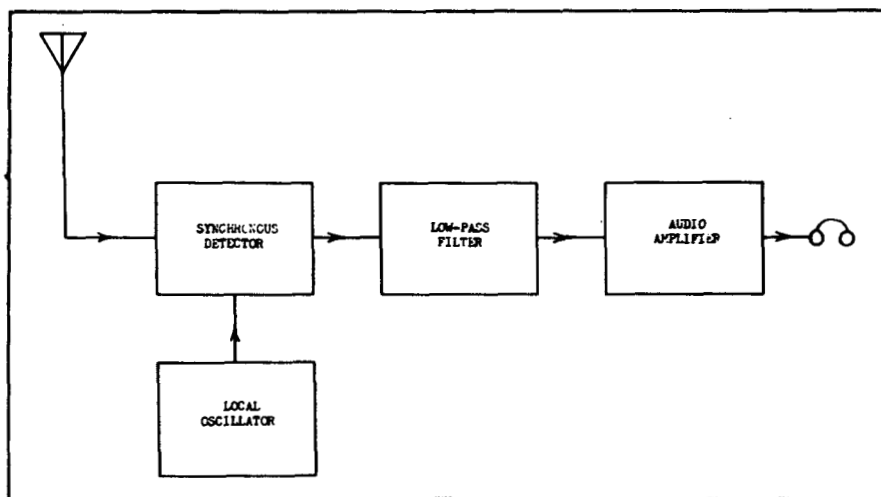 SYNCHRONOUS
DETECTOR
LOW-PASS
FILTER
AUDIO
AMPLIFIER
LOCAL
OSCILLATOR